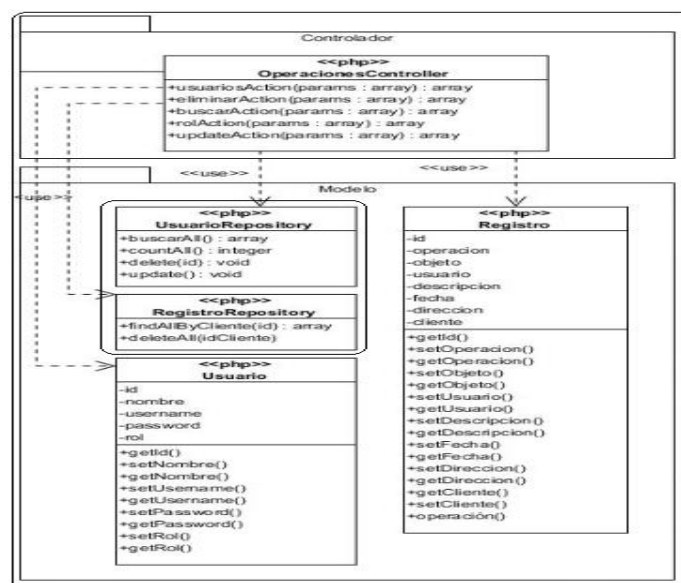 Controlador
<<php>>
OperacionesController
+usuariosAction(params : array) : array
+eliminarAction(params : array) : array
+buscarAction(params : array) : array
+rolAction(params : array) : array
+updateAction(params : array) : array
<<use>>
<<use>>
<<use>>
Modelo
<<php>>
UsuarioRepository
+buscarAll() : array
+countAll() : integer
+delete(id) : void
+update() : void
<<php>>
RegistroRepository
+findAllByCliente(id) : array
+deleteAll(idCliente)
<<php>>
Usuario
-id
-nombre
-username
-password
-rol
+getId()
+setNombre()
+getNombre()
+setUsername()
+getUsername()
+setPassword()
+getPassword()
+setRol()
+getRol()
<<php>>
Registro
-id
-operacion
-objeto
-usuario
-descripcion
-fecha
-direccion
-cliente
+getId()
+setOperacion()
+getOperacion()
+setObjeto()
+getObjeto()
+setUsuario()
+getUsuario()
+setDescripcion()
+getDescripcion()
+setFecha()
+getFecha()
+setDireccion()
+getDireccion()
+getCliente()
+setCliente()
+operación()